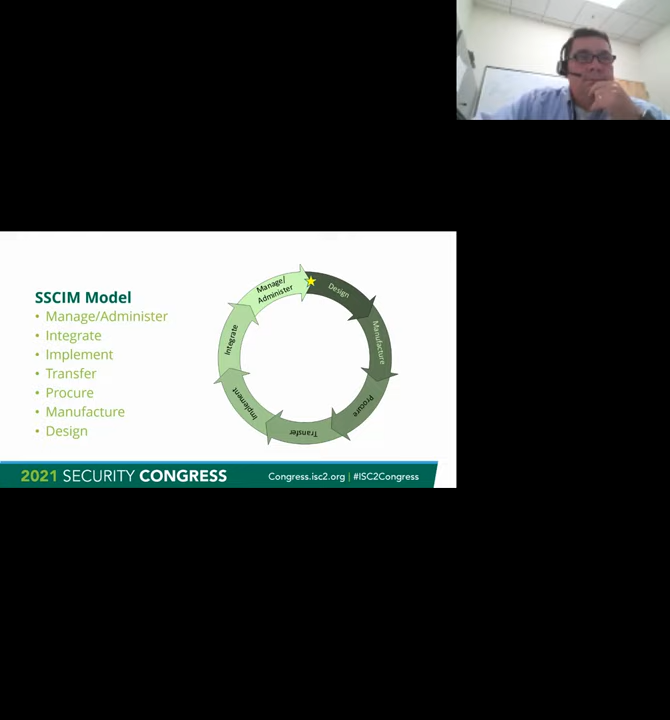 SSCIM Model
• Manage/Administer
• Integrate
• Implement
• Transfer
• Procure
• Manufacture
• Design
Manage/
Administer
Design
Manufacture
Procure
Transfer
Implement
Integrate
2021 SECURITY CONGRESS
Congress.isc2.org | #ISC2Congress